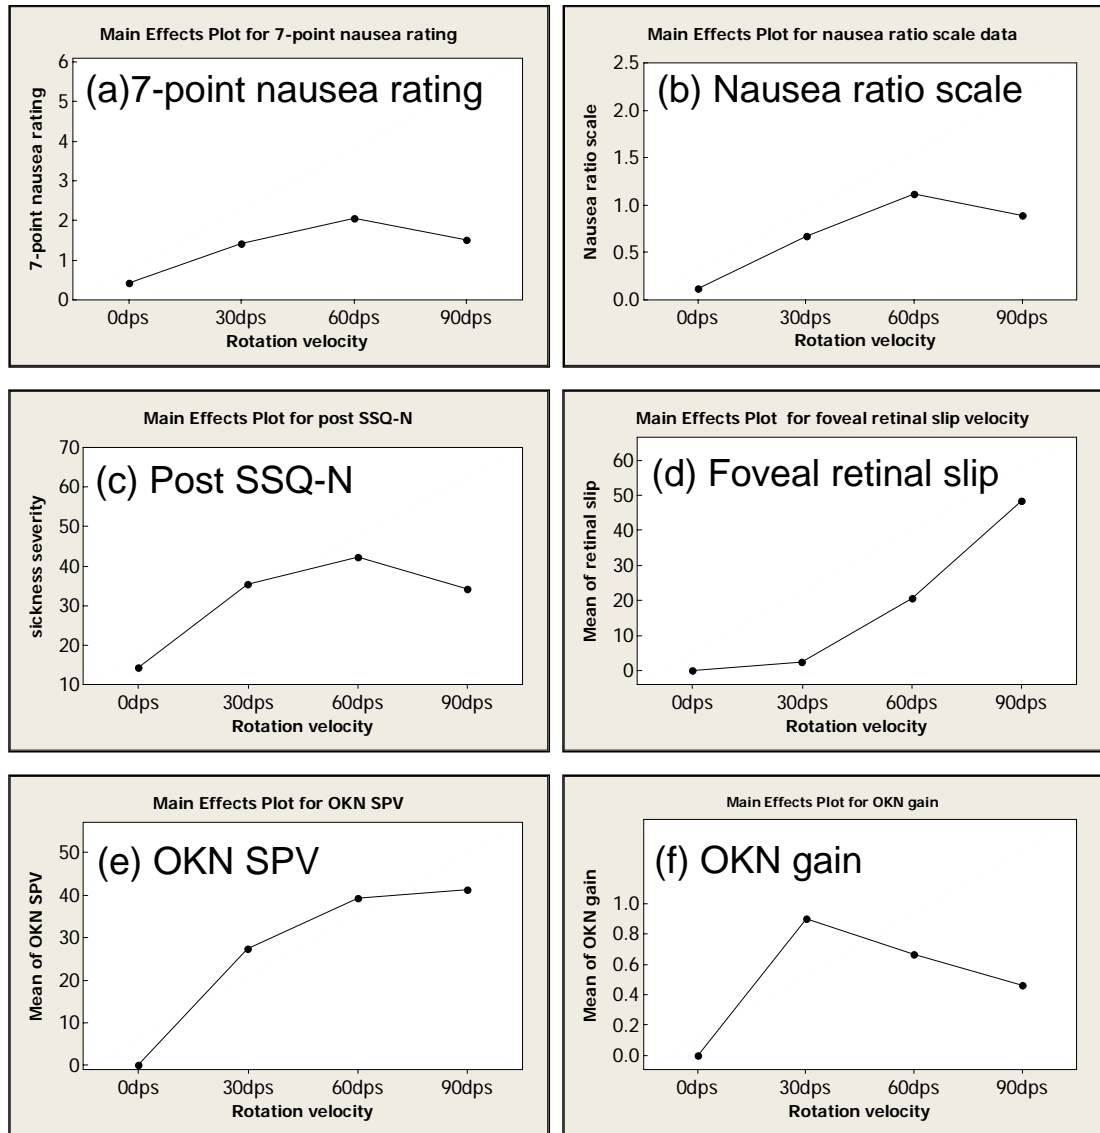 Main Effects Plot for 7-point nausea rating
(a)7-point nausea rating
7-point nausea rating
6
5
4
3
2
1
0
0dps 30dps 60dps 90dps
Rotation velocity
Main Effects Plot for nausea ratio scale data
(b) Nausea ratio scale
Nausea ratio scale
2.5
2.0
1.5
1.0
0.5
0.0
0dps 30dps 60dps 90dps
Rotation velocity
Main Effects Plot for post SSQ-N
(c) Post SSQ-N
sickness severity
70
60
50
40
30
20
10
0dps 30dps 60dps 90dps
Rotation velocity
Main Effects Plot for foveal retinal slip velocity
(d) Foveal retinal slip
Mean of retinal slip
60
50
40
30
20
10
0
0dps 30dps 60dps 90dps
Rotation velocity
Main Effects Plot for OKN SPV
(e) OKN SPV
Mean of OKN SPV
50
40
30
20
10
0
0dps 30dps 60dps 90dps
Rotation velocity
Main Effects Plot for OKN gain
(f) OKN gain
Mean of OKN gain
1.0
0.8
0.6
0.4
0.2
0.0
0dps 30dps 60dps 90dps
Rotation velocity